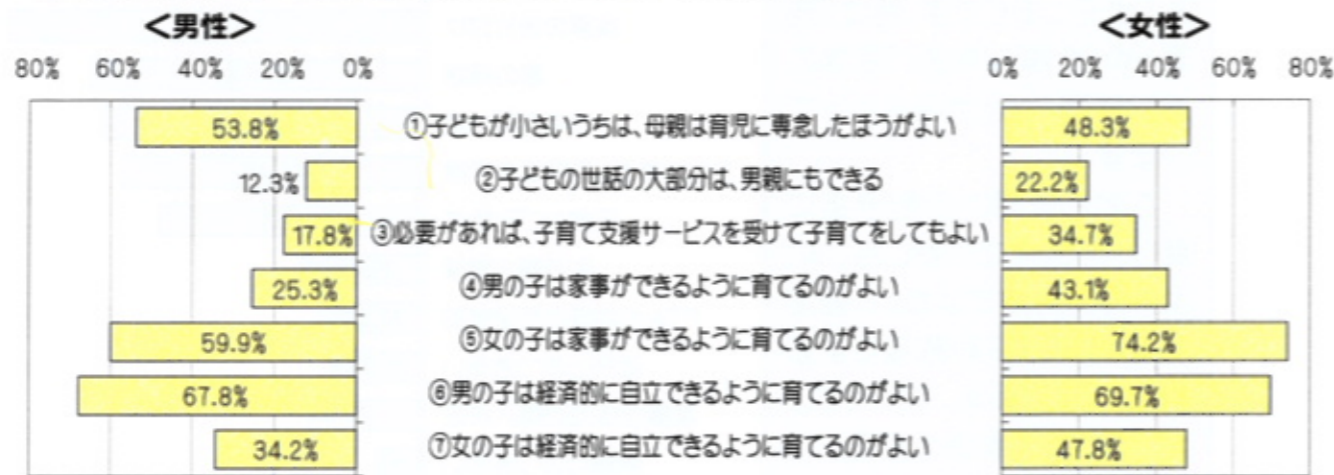 <男性> <女性>
80% 60% 40% 20% 0% 0% 20% 40% 60% 80%
53.8% ①子どもが小さいうちは、母親は育児に専念したほうがよい 48.3%
12.3% ②子どもの世話の大部分は、男親にもできる 22.2%
17.8% ③必要があれば、子育て支援サービスを受けて子育てをしてもよい 34.7%
25.3% ④男の子は家事ができるように育てるのがよい 43.1%
59.9% ⑤女の子は家事ができるように育てるのがよい 74.2%
67.8% ⑥男の子は経済的に自立できるように育てるのがよい 69.7%
34.2% ⑦女の子は経済的に自立できるように育てるのがよい 47.8%